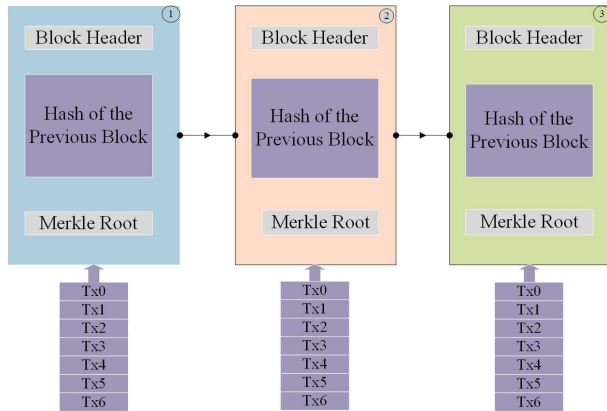 1
Block Header
Hash of the
Previous Block
Merkle Root
Tx0
Tx1
Tx2
Tx3
Tx4
Tx5
Tx6
2
Block Header
Hash of the
Previous Block
Merkle Root
Tx0
Tx1
Tx2
Tx3
Tx4
Tx5
Tx6
3
Block Header
Hash of the
Previous Block
Merkle Root
Tx0
Tx1
Tx2
Tx3
Tx4
Tx5
Tx6